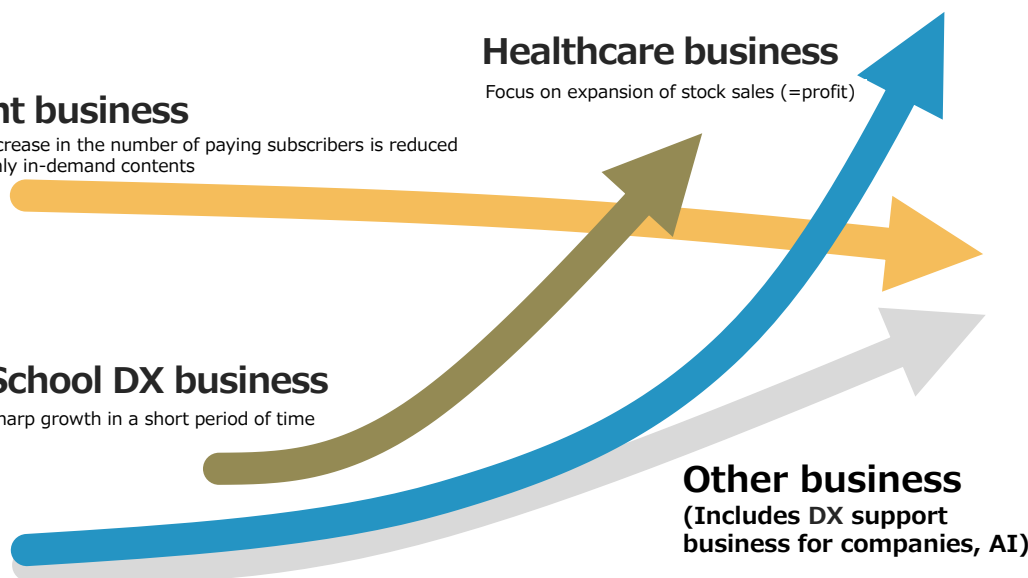 Healthcare business
Focus on expansion of stock sales (=profit)
nt business
crease in the number of paying subscribers is reduced
nly in-demand contents
School DX business
harp growth in a short period of time
Other business
(Includes DX support
business for companies, AI)